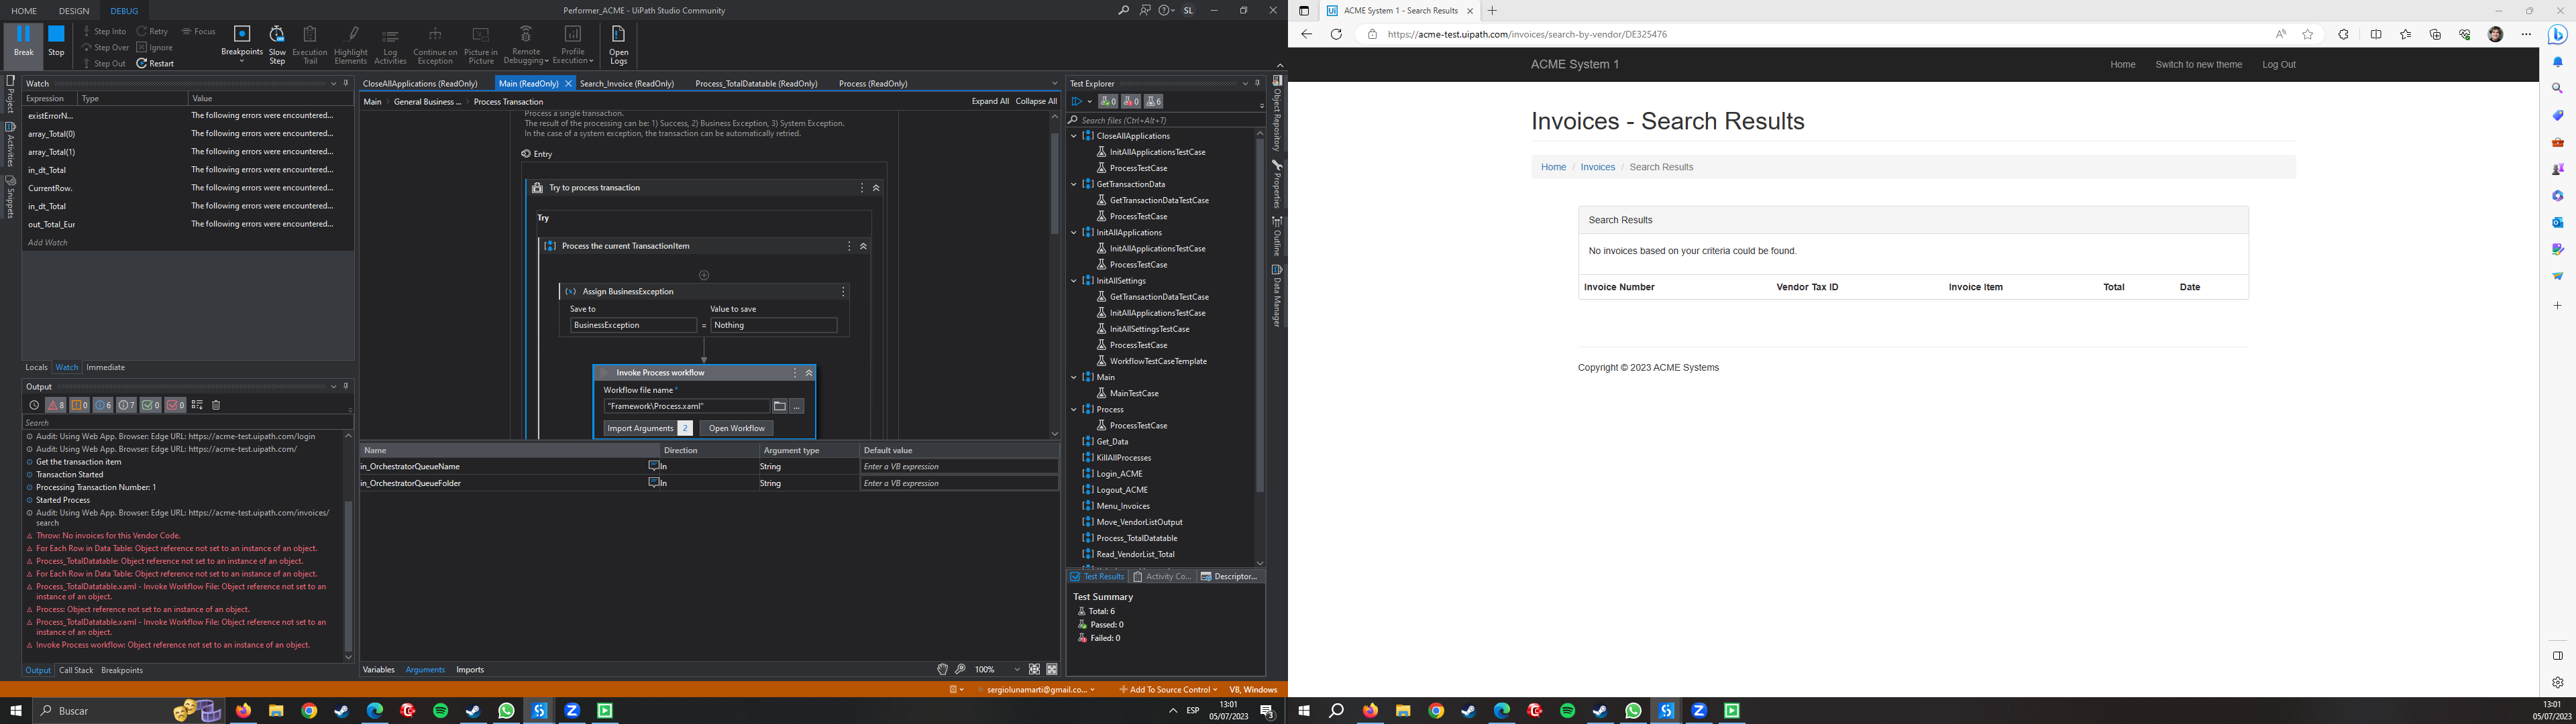 HOME DESIGN DEBUG
Performer_ACME - UiPath Studio Community
SL
Break
Stop
Step Into
Step Over
Step Out
Retry
Ignore
Restart
Focus
Breakpoints
Slow Step
Execution Trail
Highlight Elements
Log Activities
Continue on Exception
Picture in Picture
Remote Debugging
Profile Execution
Open Logs
Project
Activities
Snippets
Watch
Expression Type Value
existErrorN... The following errors were encountered...
array_Total(0) The following errors were encountered...
array_Total(1) The following errors were encountered...
in_dt_Total The following errors were encountered...
CurrentRow. The following errors were encountered...
in_dt_Total The following errors were encountered...
out_Total_Eur The following errors were encountered...
Add Watch
Locals Watch Immediate
Output
8 0 6 7 0 0
Search
Audit: Using Web App. Browser: Edge URL: https://acme-test.uipath.com/login
Audit: Using Web App. Browser: Edge URL: https://acme-test.uipath.com/
Get the transaction item
Transaction Started
Processing Transaction Number: 1
Started Process
Audit: Using Web App. Browser: Edge URL: https://acme-test.uipath.com/invoices/
search
Throw: No invoices for this Vendor Code.
For Each Row in Data Table: Object reference not set to an instance of an object.
Process_TotalDatatable: Object reference not set to an instance of an object.
For Each Row in Data Table: Object reference not set to an instance of an object.
Process_TotalDatatable.xaml - Invoke Workflow File: Object reference not set to an
instance of an object.
Process: Object reference not set to an instance of an object.
Process_TotalDatatable.xaml - Invoke Workflow File: Object reference not set to an
instance of an object.
Invoke Process workflow: Object reference not set to an instance of an object.
Output Call Stack Breakpoints
CloseAllApplications (ReadOnly) Main (ReadOnly) Search_Invoice (ReadOnly) Process_TotalDatatable (ReadOnly) Process (ReadOnly)
Main General Business ... Process Transaction
Expand All Collapse All
Process a single transaction.
The result of the processing can be: 1) Success, 2) Business Exception, 3) System Exception.
In the case of a system exception, the transaction can be automatically retried.
Entry
Try to process transaction
Try
Process the current TransactionItem
Assign BusinessException
Save to Value to save
BusinessException = Nothing
Invoke Process workflow
Workflow file name *
"Framework\Process.xaml" ...
Import Arguments 2 Open Workflow
Name Direction Argument type Default value
in_OrchestratorQueueName In String Enter a VB expression
in_OrchestratorQueueFolder In String Enter a VB expression
Variables Arguments Imports
100%
Test Explorer
0 0 6
Search files (Ctrl+Alt+T)
CloseAllApplications
InitAllApplicationsTestCase
ProcessTestCase
GetTransactionData
GetTransactionDataTestCase
ProcessTestCase
InitAllApplications
InitAllApplicationsTestCase
ProcessTestCase
InitAllSettings
GetTransactionDataTestCase
InitAllApplicationsTestCase
InitAllSettingsTestCase
ProcessTestCase
WorkflowTestCaseTemplate
Main
MainTestCase
Process
ProcessTestCase
Get_Data
KillAllProcesses
Login_ACME
Logout_ACME
Menu_Invoices
Move_VendorListOutput
Process_TotalDatatable
Read_VendorList_Total
Test Results Activity Co... Descriptor...
Test Summary
Total: 6
Passed: 0
Failed: 0
Object Repository
Properties
Outline
Data Manager
sergiolunamarti@gmail.co... Add To Source Control VB, Windows
Buscar
ESP
13:01
05/07/2023
3
Ui ACME System 1 - Search Results
https://acme-test.uipath.com/invoices/search-by-vendor/DE325476
ACME System 1
Home Switch to new theme Log Out
Invoices - Search Results
Home / Invoices / Search Results
Search Results
No invoices based on your criteria could be found.
Invoice Number Vendor Tax ID Invoice Item Total Date
Copyright © 2023 ACME Systems
13:01
05/07/2023